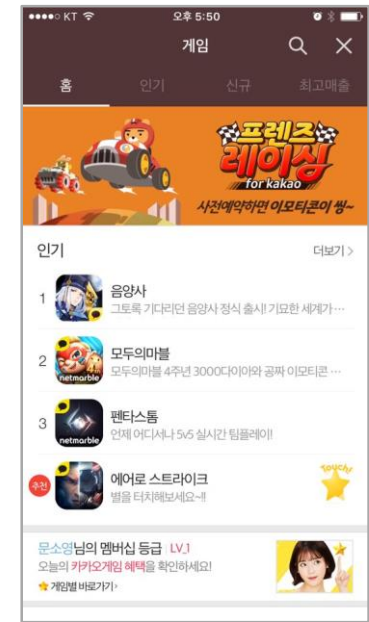 KT 오후 5:50
게임
홈 인기 신규 최고매출
프렌즈
레이싱
for kakao
사전예약하면 이모티콘이 씽~
인기 더보기 >
1 음양사
그토록 기다리던 음양사 정식 출시! 기묘한 세계가 …
2 모두의마블
netmarble 모두의마블 4주년 3000다이아와 공짜 이모티콘 …
3 펜타스톰
netmarble 언제 어디서나 5v5 실시간 팀플레이!
추천 에어로 스트라이크 Touch!
별을 터치해보세요~!!
문소영님의 멤버십 등급 LV.1
오늘의 카카오게임 혜택을 확인하세요!
게임별 바로가기 >